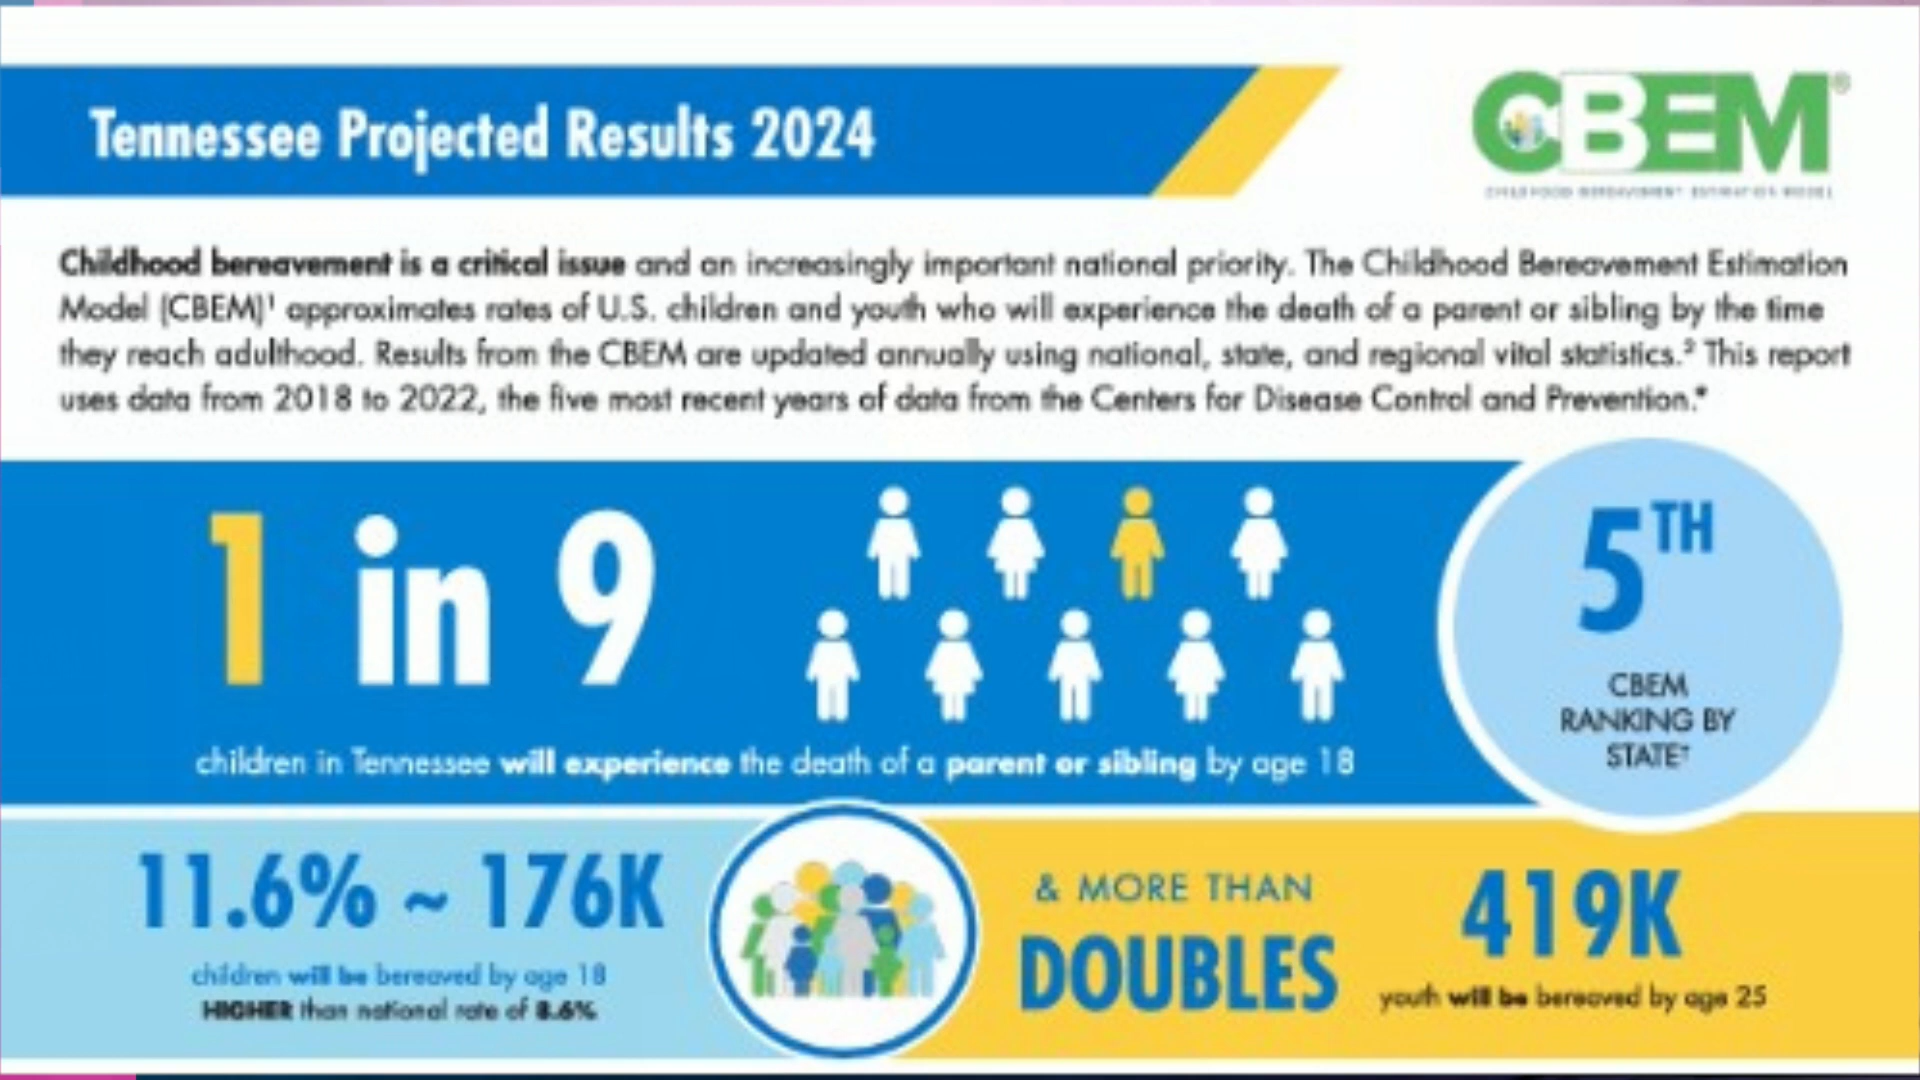 Tennessee Projected Results 2024
CBEM®
CHILDHOOD BEREAVEMENT ESTIMATION MODEL
Childhood bereavement is a critical issue and an increasingly important national priority. The Childhood Bereavement Estimation
Model (CBEM)¹ approximates rates of U.S. children and youth who will experience the death of a parent or sibling by the time
they reach adulthood. Results from the CBEM are updated annually using national, state, and regional vital statistics.² This report
uses data from 2018 to 2022, the five most recent years of data from the Centers for Disease Control and Prevention.*
1 in 9
children in Tennessee will experience the death of a parent or sibling by age 18
5TH
CBEM
RANKING BY
STATE†
11.6% ~ 176K
children will be bereaved by age 18
HIGHER than national rate of 8.6%
& MORE THAN
DOUBLES
419K
youth will be bereaved by age 25